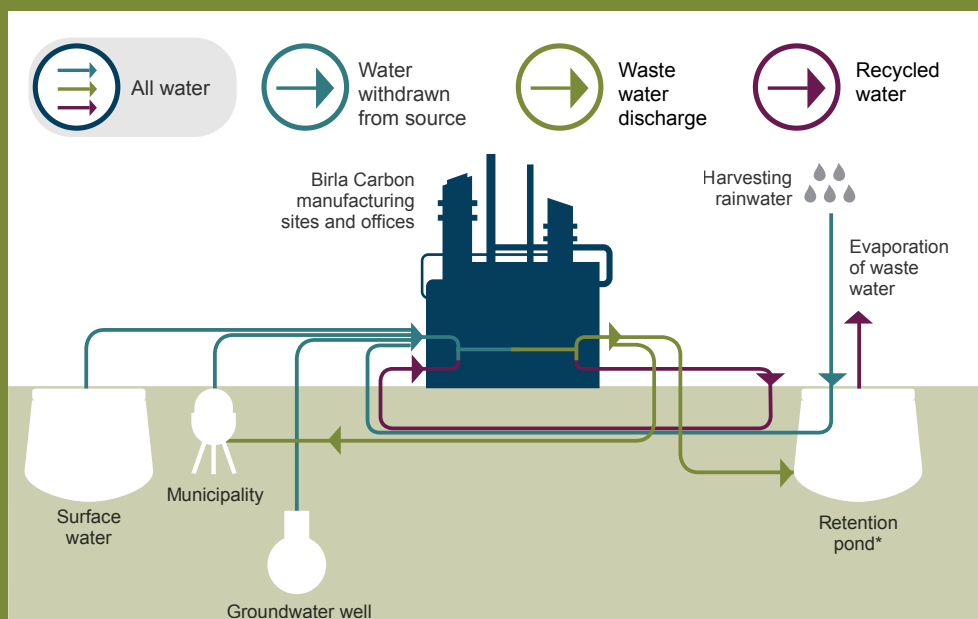 All water
Water
withdrawn
from source
Waste
water
discharge
Recycled
water
Birla Carbon
manufacturing
sites and offices
Harvesting
rainwater
Evaporation
of waste
water
Municipality
Surface
water
Retention
pond*
Groundwater well